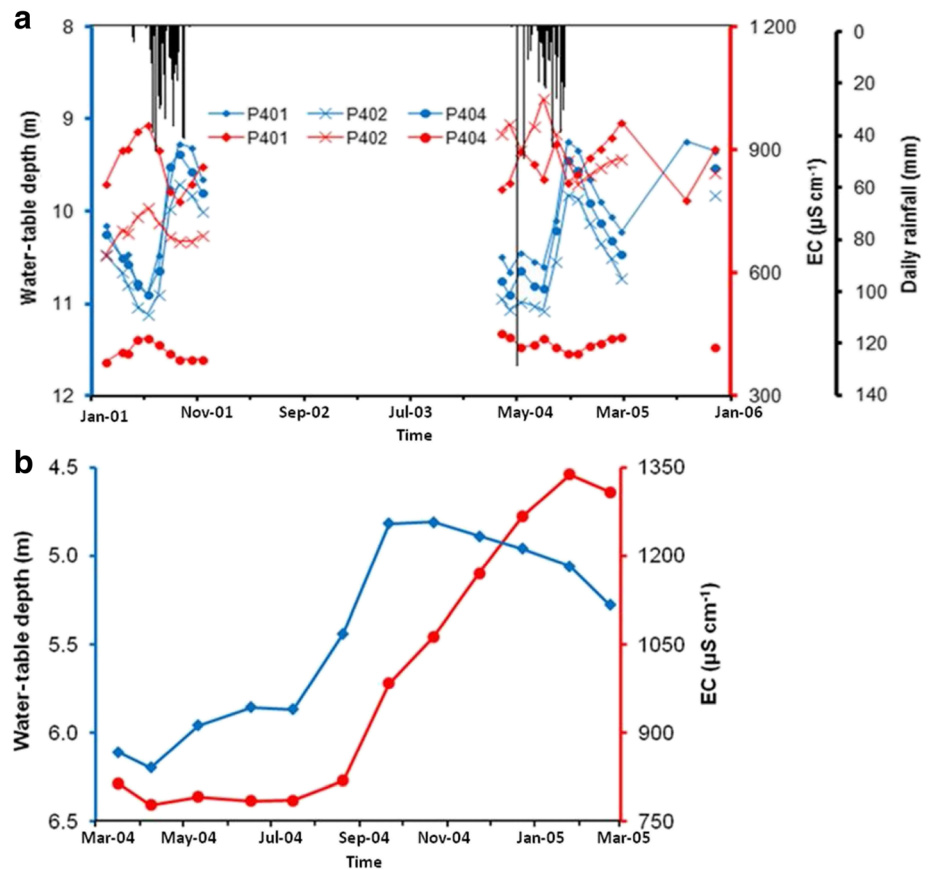 a
8
9
10
11
12
Water-table depth (m)
P401
P402
P404
P401
P402
P404
1200
900
600
300
EC (µS cm⁻¹)
0
20
40
60
80
100
120
140
Daily rainfall (mm)
Jan-01
Nov-01
Sep-02
Jul-03
May-04
Mar-05
Jan-06
Time
b
4.5
5.0
5.5
6.0
6.5
Water-table depth (m)
1350
1200
1050
900
750
EC (µS cm⁻¹)
Mar-04
May-04
Jul-04
Sep-04
Nov-04
Jan-05
Mar-05
Time